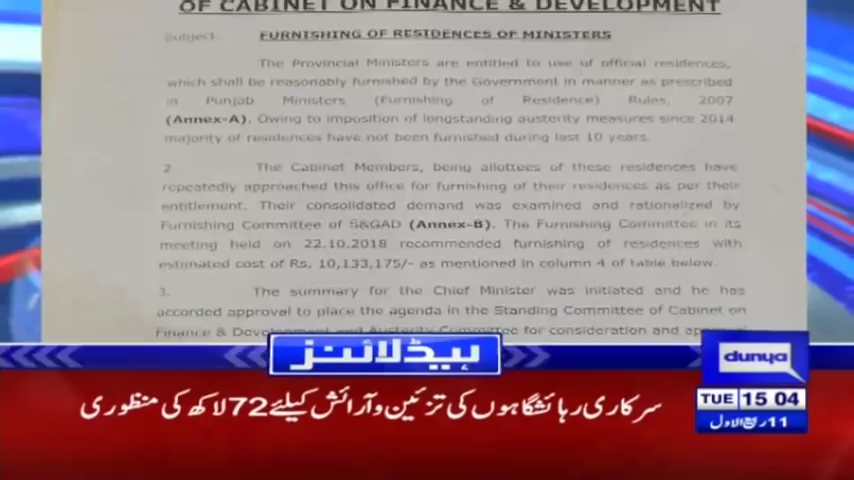 OF CABINET ON FINANCE & DEVELOPMENT
Subject: FURNISHING OF RESIDENCES OF MINISTERS
The Provincial Ministers are entitled to use of official residences,
which shall be reasonably furnished by the Government in manner as prescribed
in Punjab Ministers (Furnishing of Residence) Rules, 2007
(Annex-A). Owing to imposition of longstanding austerity measures since 2014
majority of residences have not been furnished during last 10 years.
2 The Cabinet Members, being allottees of these residences have
repeatedly approached this office for furnishing of their residences as per their
entitlement. Their consolidated demand was examined and rationalized by
Furnishing Committee of S&GAD (Annex-B). The Furnishing Committee in its
meeting held on 22.10.2018 recommended furnishing of residences with
estimated cost of Rs. 10,133,175/- as mentioned in column 4 of table below.
3. The summary for the Chief Minister was initiated and he has
accorded approval to place the agenda in the Standing Committee of Cabinet on
Finance & Development and Austerity Committee for consideration and approval
ہیڈلائنز
dunya
TUE 15 04
11 ربیع الاول
سرکاری رہائشگاہوں کی تزئین و آرائش کیلئے 72 لاکھ کی منظوری